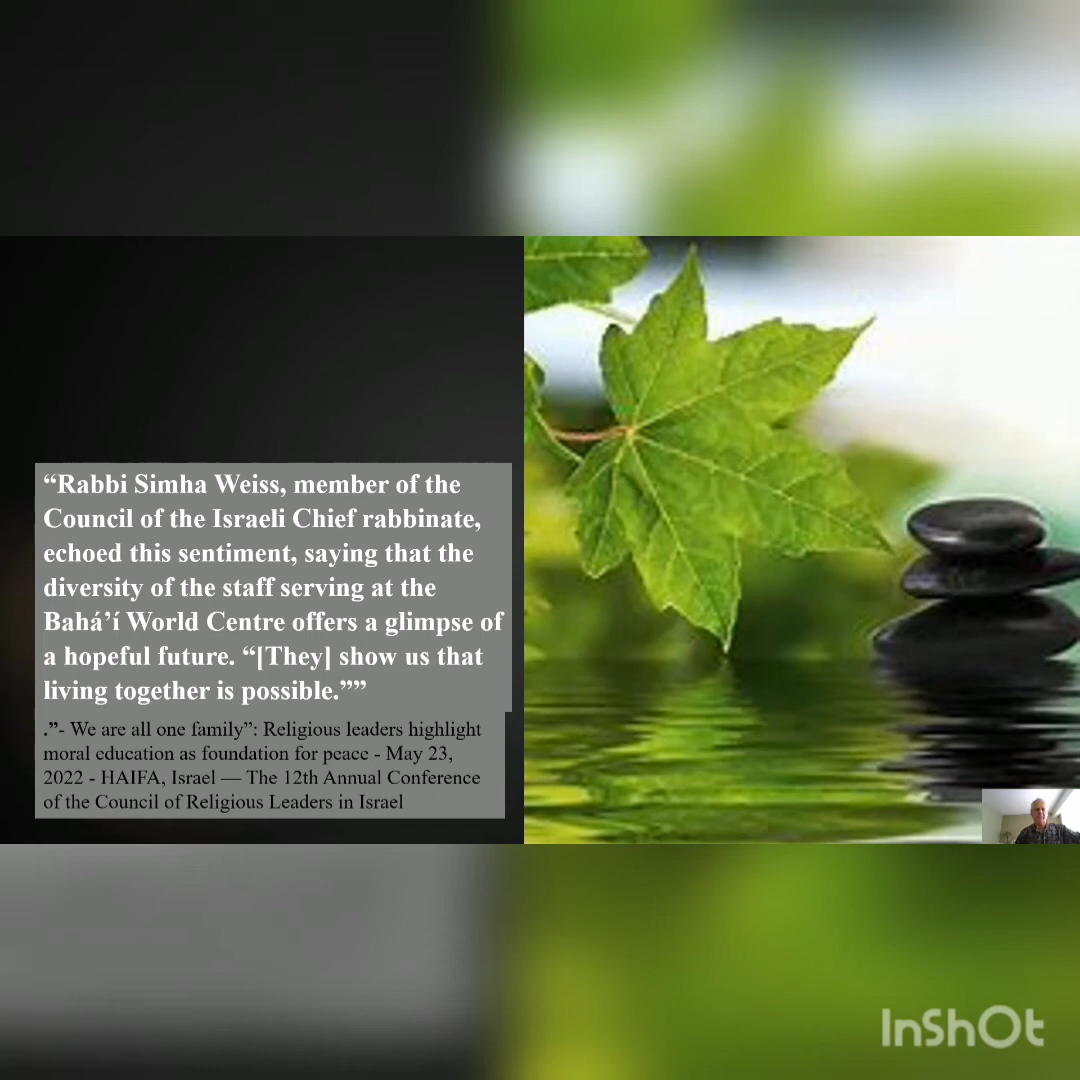 “Rabbi Simha Weiss, member of the
Council of the Israeli Chief rabbinate,
echoed this sentiment, saying that the
diversity of the staff serving at the
Bahá’í World Centre offers a glimpse of
a hopeful future. “[They] show us that
living together is possible.””
.”- We are all one family”: Religious leaders highlight
moral education as foundation for peace - May 23,
2022 - HAIFA, Israel — The 12th Annual Conference
of the Council of Religious Leaders in Israel
InShOt